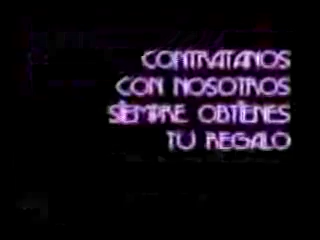 CONTRATANOS
CON NOSOTROS
SIEMPRE OBTIENES
TU REGALO